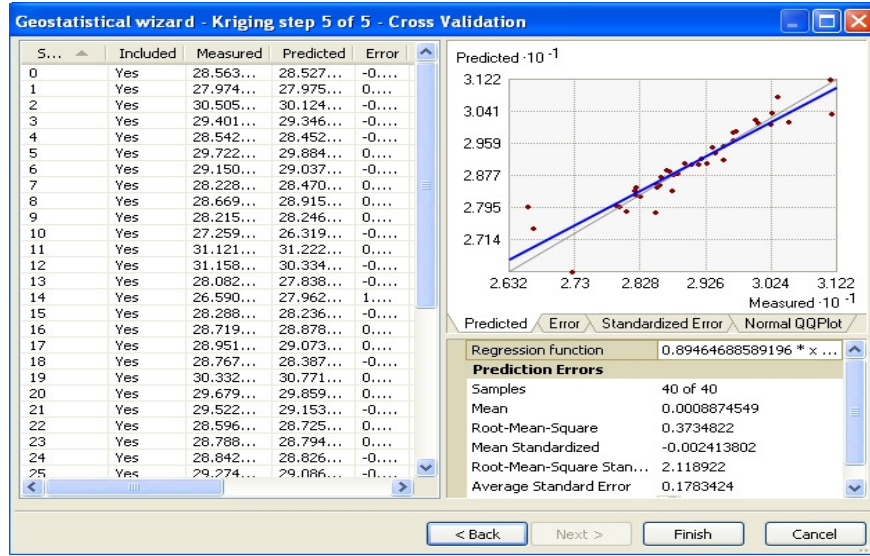 Geostatistical wizard - Kriging step 5 of 5 - Cross Validation
S... Included Measured Predicted Error
0 Yes 28.563... 28.527... -0....
1 Yes 27.974... 27.975... 0....
2 Yes 30.505... 30.124... -0....
3 Yes 29.401... 29.346... -0....
4 Yes 28.542... 28.452... -0....
5 Yes 29.722... 29.884... 0....
6 Yes 29.150... 29.037... -0....
7 Yes 28.228... 28.470... 0....
8 Yes 28.669... 28.915... 0....
9 Yes 28.215... 28.246... 0....
10 Yes 27.259... 26.319... -0....
11 Yes 31.121... 31.222... 0....
12 Yes 31.158... 30.334... -0....
13 Yes 28.082... 27.838... -0....
14 Yes 26.590... 27.962... 1....
15 Yes 28.288... 28.236... -0....
16 Yes 28.719... 28.878... 0....
17 Yes 28.951... 29.073... 0....
18 Yes 28.767... 28.387... -0....
19 Yes 30.332... 30.771... 0....
20 Yes 29.679... 29.859... 0....
21 Yes 29.522... 29.153... -0....
22 Yes 28.596... 28.725... 0....
23 Yes 28.788... 28.794... 0....
24 Yes 28.842... 28.826... -0....
25 Yes 29.274... 29.086... -0....
Predicted ·10 -1
3.122
3.041
2.959
2.877
2.795
2.714
2.632 2.73 2.828 2.926 3.024 3.122
Measured ·10 -1
Predicted Error Standardized Error Normal QQPlot
Regression function 0.89464688589196 * x ...
Prediction Errors
Samples 40 of 40
Mean 0.0008874549
Root-Mean-Square 0.3734822
Mean Standardized -0.002413802
Root-Mean-Square Stan... 2.118922
Average Standard Error 0.1783424
< Back Next > Finish Cancel